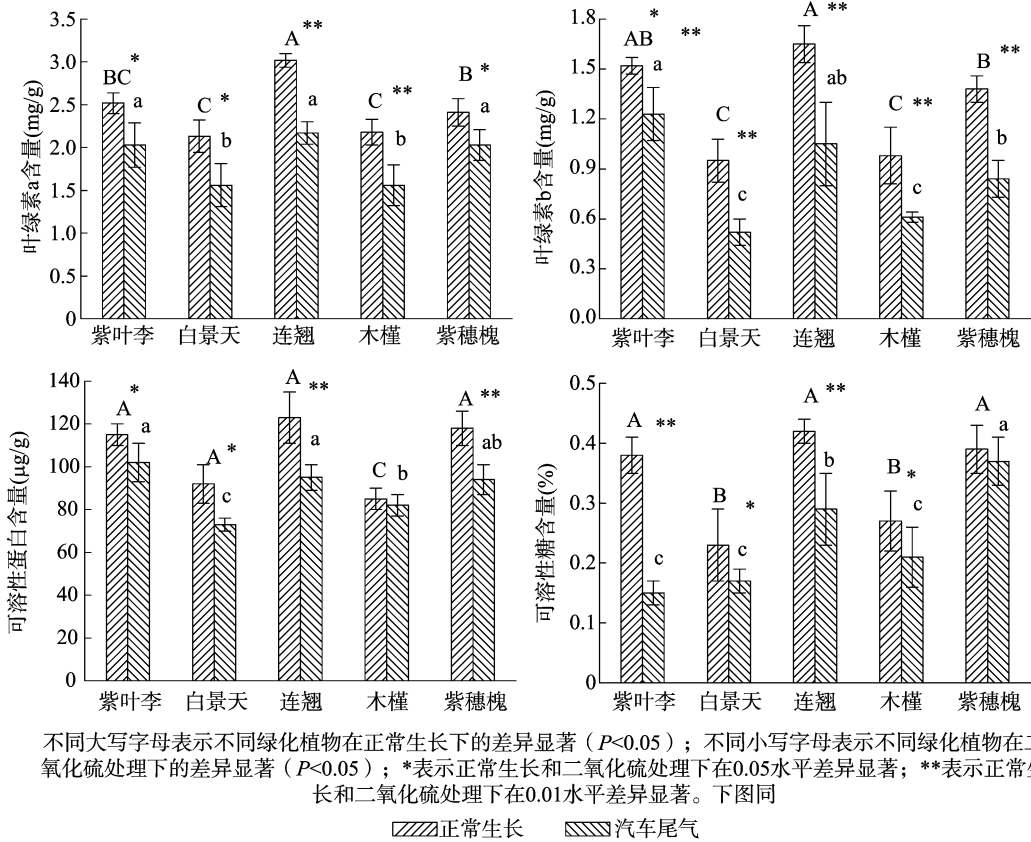 3.5
3.0
2.5
2.0
1.5
1.0
0.5
0
叶绿素a含量(mg/g)
BC * a
C * b
A ** a
C ** b
B * a
紫叶李 白景天 连翘 木槿 紫穗槐
1.8
1.5
1.2
0.9
0.6
0.3
0.0
叶绿素b含量(mg/g)
AB * ** a
C ** c
A ** ab
C ** c
B ** b
紫叶李 白景天 连翘 木槿 紫穗槐
140
120
100
80
60
40
20
0
可溶性蛋白含量(μg/g)
A * a
A * c
A ** a
C b
A ** ab
紫叶李 白景天 连翘 木槿 紫穗槐
0.5
0.4
0.3
0.2
0.1
0
可溶性糖含量(%)
A ** c
B * c
A ** b
B * c
A a
紫叶李 白景天 连翘 木槿 紫穗槐
不同大写字母表示不同绿化植物在正常生长下的差异显著(P<0.05);不同小写字母表示不同绿化植物在二
氧化硫处理下的差异显著(P<0.05);*表示正常生长和二氧化硫处理下在0.05水平差异显著;**表示正常生
长和二氧化硫处理下在0.01水平差异显著。下图同
正常生长 汽车尾气